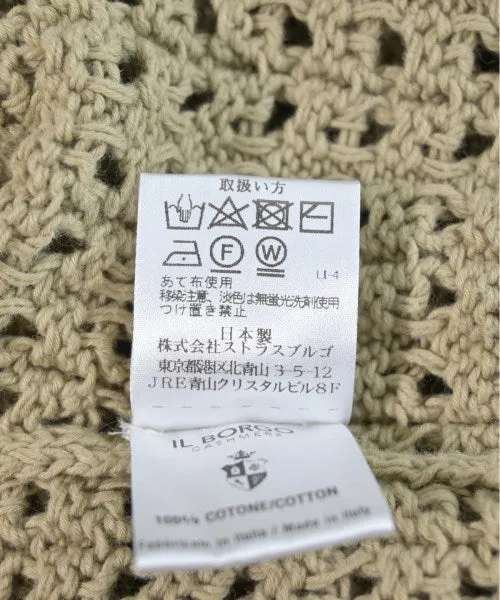 取扱い方
F W
LI-4
あて布使用
移染注意、淡色は無蛍光洗剤使用
つけ置き禁止
日本製
株式会社ストラスブルゴ
東京都港区北青山 3-5-12
JRE青山クリスタルビル8F
IL BORGO
CASHMERE
100% COTONE/COTTON
Fabbricato in Italia / Made in Italy